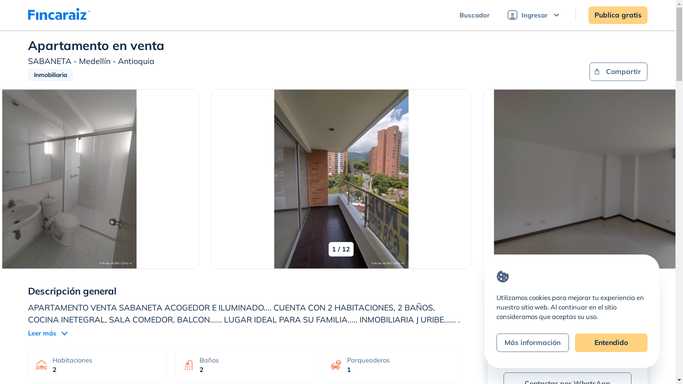 Fincaraiz
Buscador
Ingresar
Publica gratis
Apartamento en venta
SABANETA - Medellín - Antioquia
Inmobiliaria
Compartir
1 / 12
Descripción general
APARTAMENTO VENTA SABANETA ACOGEDOR E ILUMINADO.... CUENTA CON 2 HABITACIONES, 2 BAÑOS,
COCINA INETEGRAL, SALA COMEDOR, BALCON....... LUGAR IDEAL PARA SU FAMILIA..... INMOBILIARIA J URIBE....... .
Leer más
Habitaciones
2
Baños
2
Parqueaderos
1
Utilizamos cookies para mejorar tu experiencia en
nuestro sitio web. Al continuar en el sitio
consideramos que aceptas su uso.
Más información
Entendido
Contactar por WhatsApp